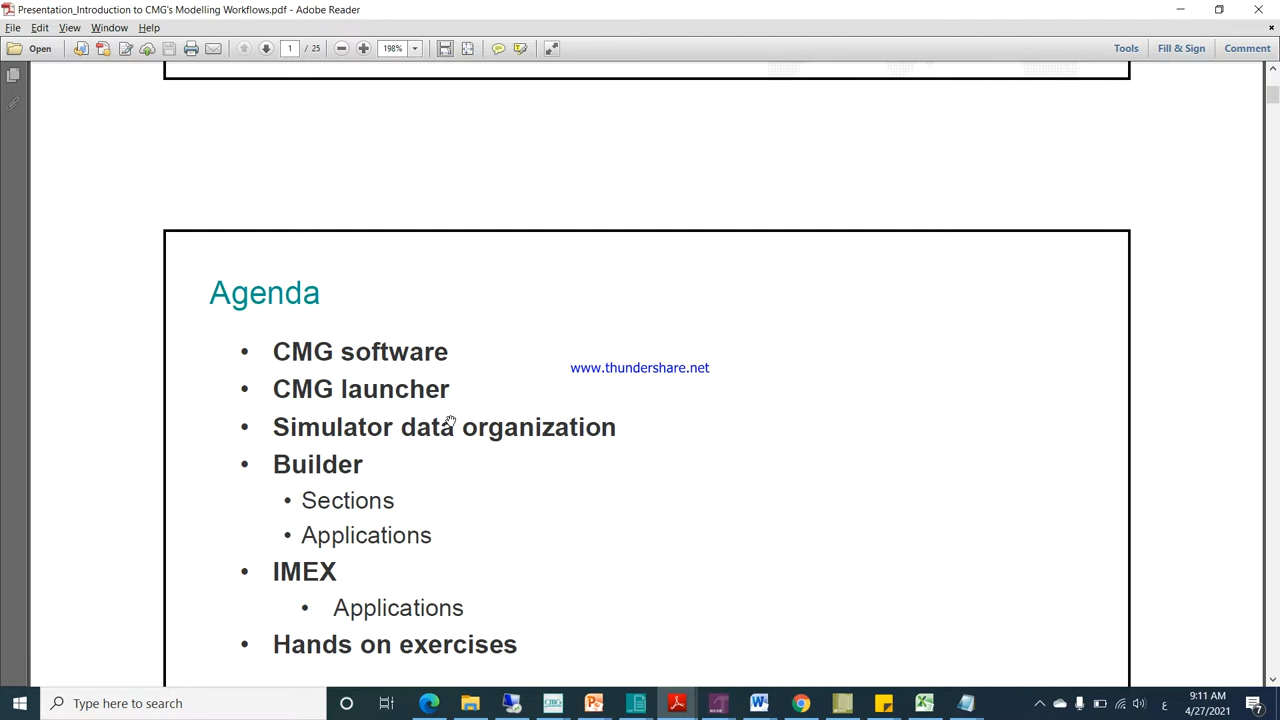 Presentation_Introduction to CMG's Modelling Workflows.pdf - Adobe Reader
File Edit View Window Help
Open 1 / 25 198% Tools Fill & Sign Comment
Agenda
• CMG software
www.thundershare.net
• CMG launcher
• Simulator data organization
• Builder
• Sections
• Applications
• IMEX
• Applications
• Hands on exercises
Type here to search
9:11 AM
4/27/2021